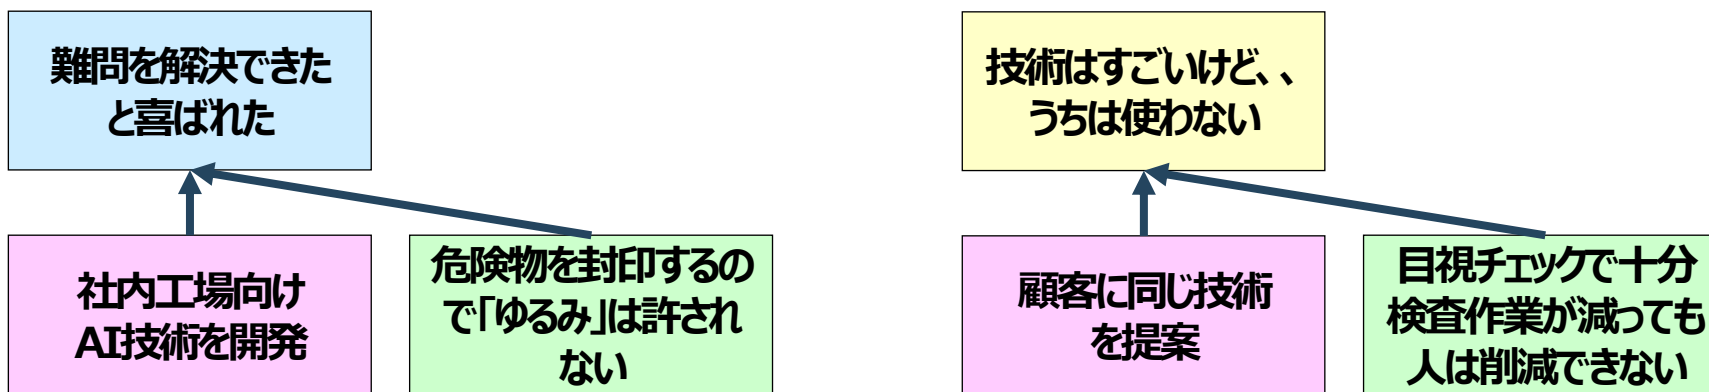 難問を解決できた
と喜ばれた
技術はすごいけど、、
うちは使わない
社内工場向け
AI技術を開発
危険物を封印するの
で「ゆるみ」は許され
ない
顧客に同じ技術
を提案
目視チェックで十分
検査作業が減っても
人は削減できない